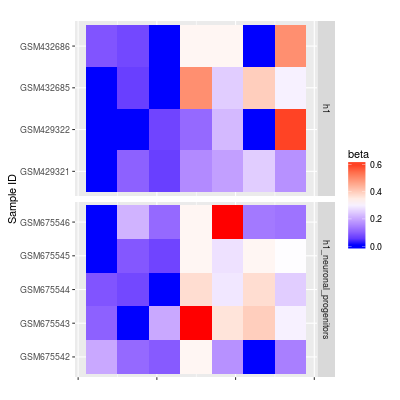 GSM432686
GSM432685
GSM429322
GSM429321
h1
GSM675546
GSM675545
GSM675544
GSM675543
GSM675542
h1_neuronal_progenitors
Sample ID
beta
0.6
0.4
0.2
0.0